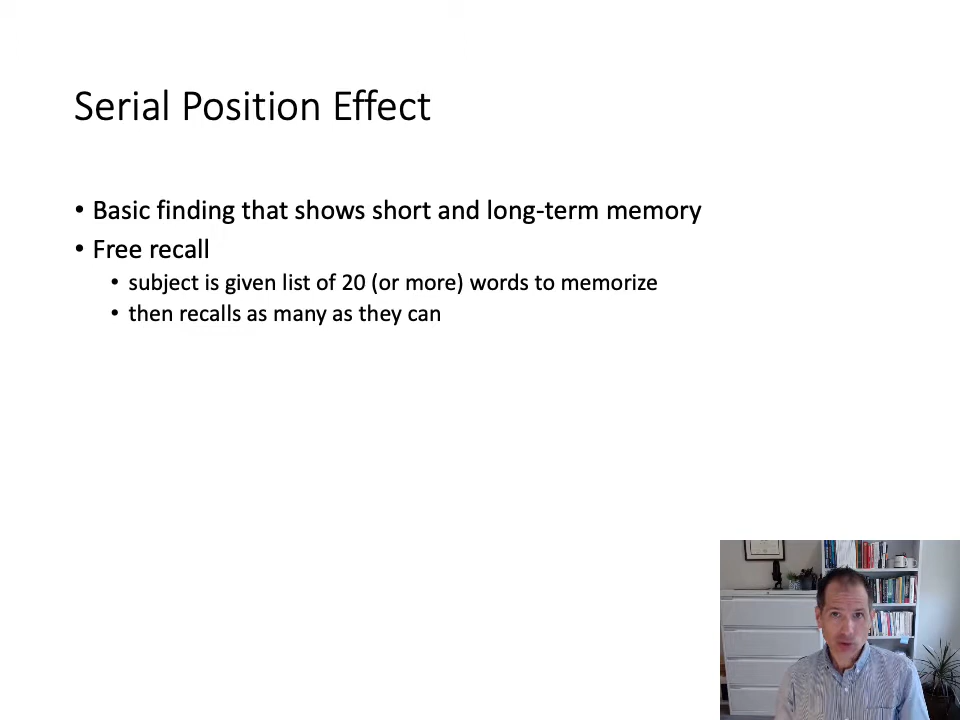 Serial Position Effect
• Basic finding that shows short and long-term memory
• Free recall
• subject is given list of 20 (or more) words to memorize
• then recalls as many as they can